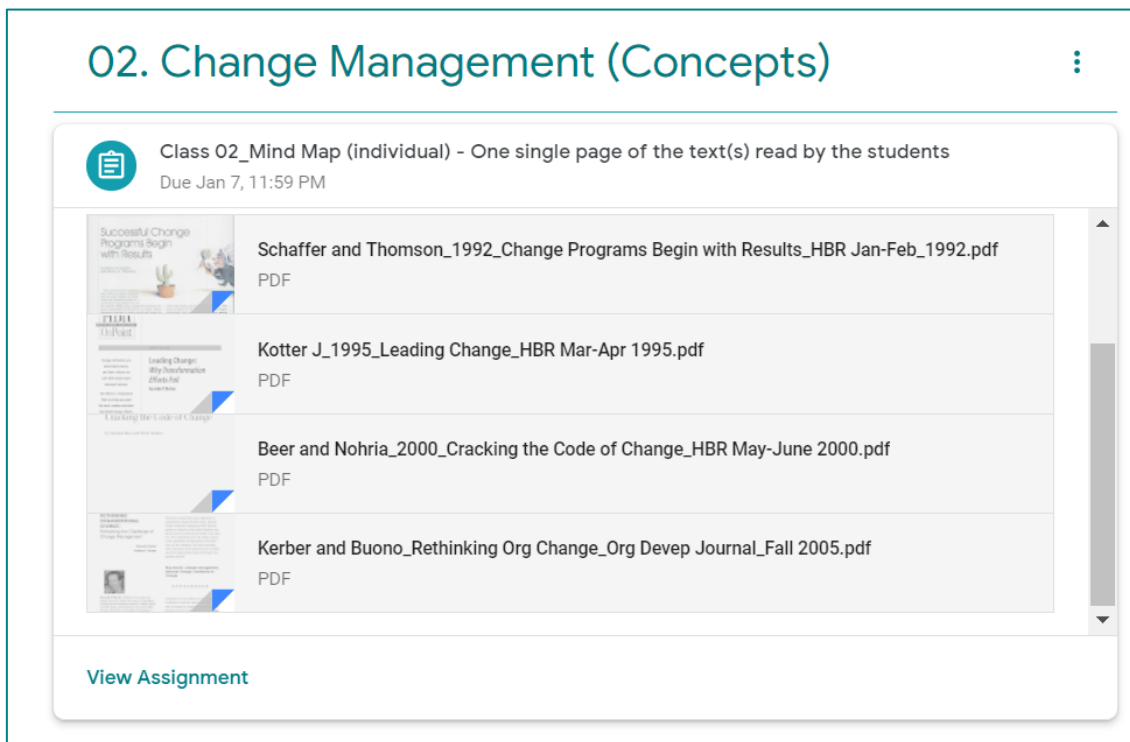 02. Change Management (Concepts)
Class 02_Mind Map (individual) - One single page of the text(s) read by the students
Due Jan 7, 11:59 PM
Successful Change
Programs Begin
with Results
Schaffer and Thomson_1992_Change Programs Begin with Results_HBR Jan-Feb_1992.pdf
PDF
OnPoint
Leading Change:
Why Transformation
Efforts Fail
Kotter J_1995_Leading Change_HBR Mar-Apr 1995.pdf
PDF
Cracking the Code of Change
Beer and Nohria_2000_Cracking the Code of Change_HBR May-June 2000.pdf
PDF
Kerber and Buono_Rethinking Org Change_Org Devep Journal_Fall 2005.pdf
PDF
View Assignment